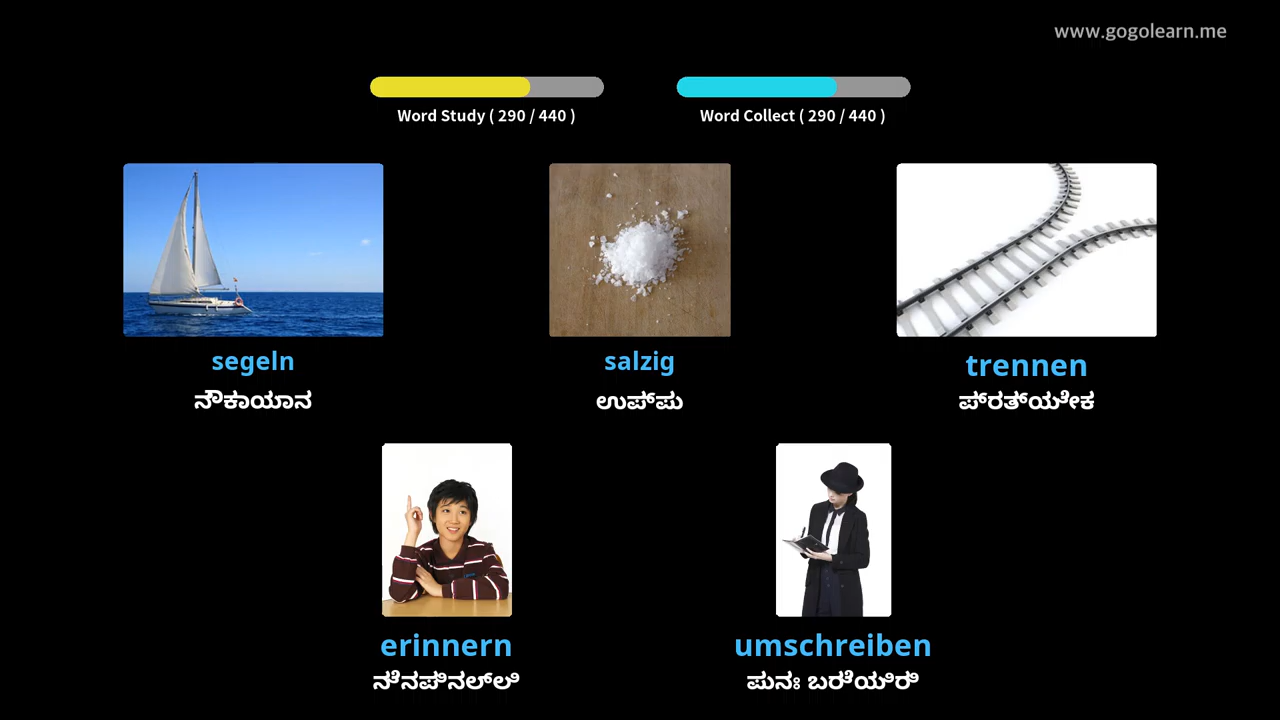 www.gogolearn.me
Word Study ( 290 / 440 )
Word Collect ( 290 / 440 )
segeln
salzig
trennen
ನೌಕಾಯಾನ
ಉಪ್ಪು
ಪ್ರತ್ಯೇಕ
erinnern
umschreiben
ನೆನಪಿನಲ್ಲಿ
ಪುನಃ ಬರೆಯಿರಿ